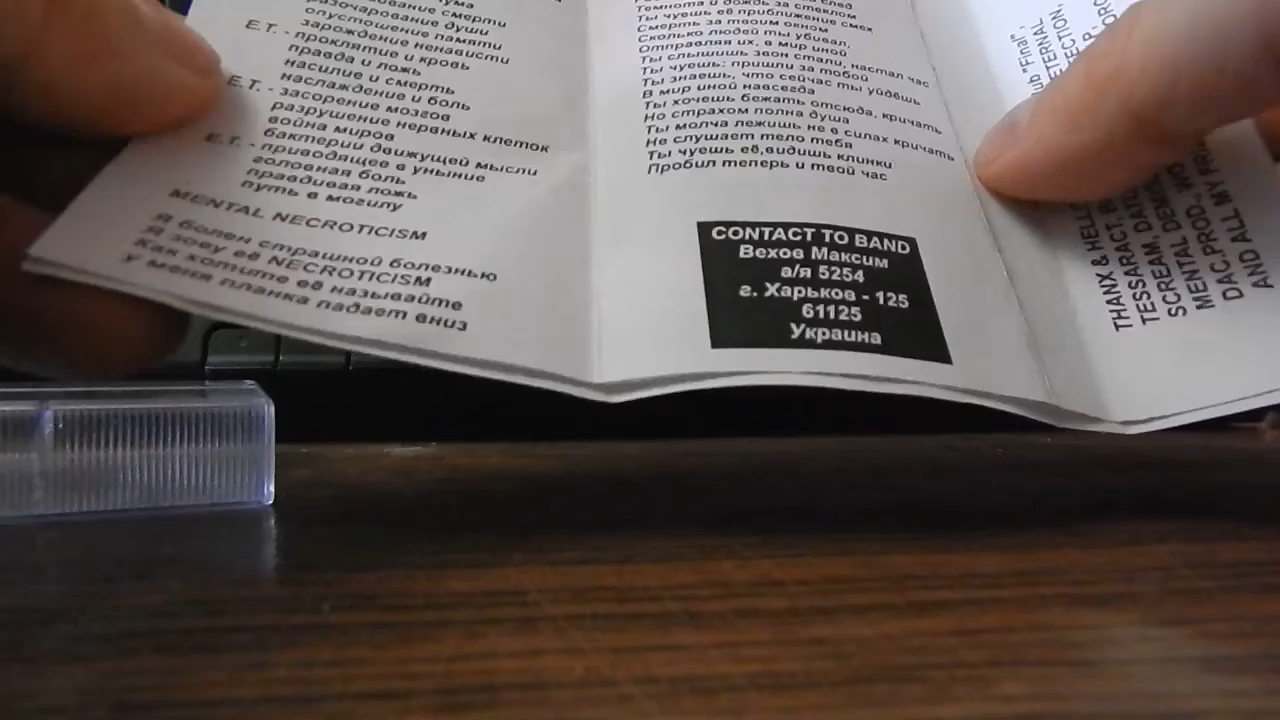 разочарование души
опустошение памяти
E.T. - зарождение ненависти
проклятие и кровь
правда и ложь
насилие и смерть
наслаждение и боль
E.T. - засорение мозгов
разрушение нервных клеток
война миров
бактерии движущей мысли
E.T. - приводящее в уныние
головная боль
правдивая ложь
путь в могилу
MENTAL NECROTICISM
Я болен страшной болезнью
Я зову её NECROTICISM
Как хотите её называйте
У меня планка падает вниз
Темнота и дождь за стеклом
Ты чуешь её приближение смех
Смерть за твоим окном
Сколько людей ты убивал,
Отправляя их, в мир иной
Ты слышишь звон стали, настал час
Ты чуешь: пришли за тобой
Ты знаешь, что сейчас ты уйдёшь
В мир иной навсегда
Ты хочешь бежать отсюда, кричать
Но страхом полна душа
Ты молча лежишь не в силах кричать
Не слушает тело тебя
Ты чуешь её,видишь клинки
Пробил теперь и твой час
CONTACT TO BAND
Вехов Максим
а/я 5254
г. Харьков - 125
61125
Украина
"Final",
ETERNAL
THANX &
TESSARACT,
SCREAM,
SCREAL
MENTAL PROD.,
DAC.PROD.,
AND ALL MY